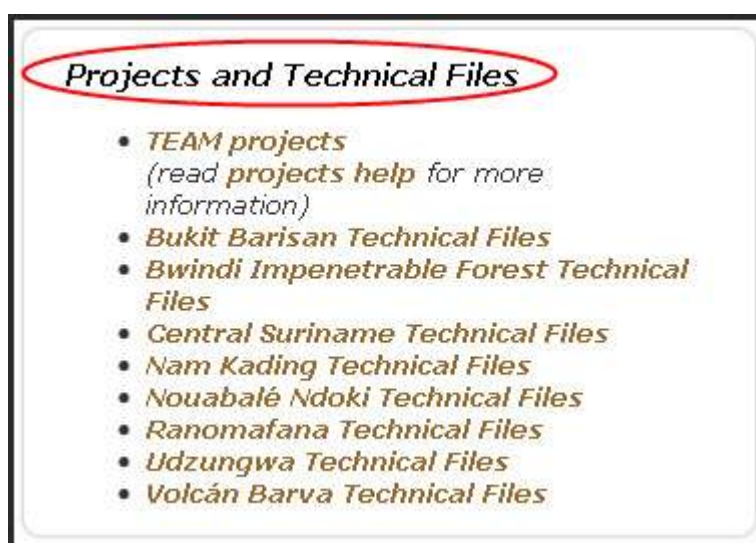 Projects and Technical Files
• TEAM projects
(read projects help for more
information)
• Bukit Barisan Technical Files
• Bwindi Impenetrable Forest Technical
Files
• Central Suriname Technical Files
• Nam Kading Technical Files
• Nouabalé Ndoki Technical Files
• Ranomafana Technical Files
• Udzungwa Technical Files
• Volcán Barva Technical Files